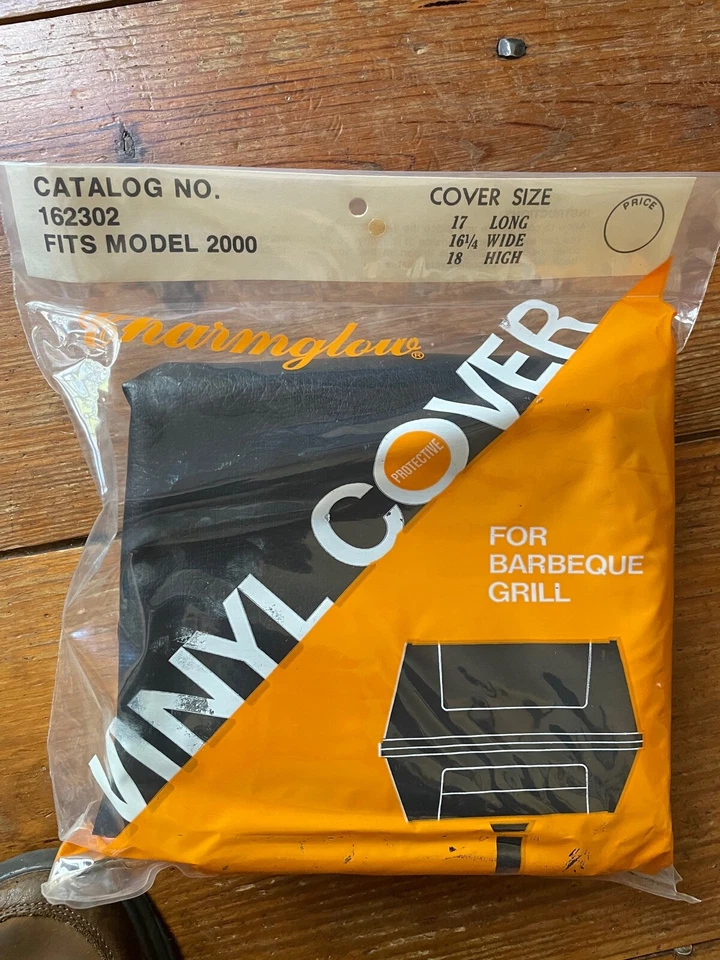 CATALOG NO.
162302
FITS MODEL 2000
COVER SIZE
17 LONG
16¼ WIDE
18 HIGH
PRICE
VINYL COVER
PROTECTIVE
FOR
BARBEQUE
GRILL